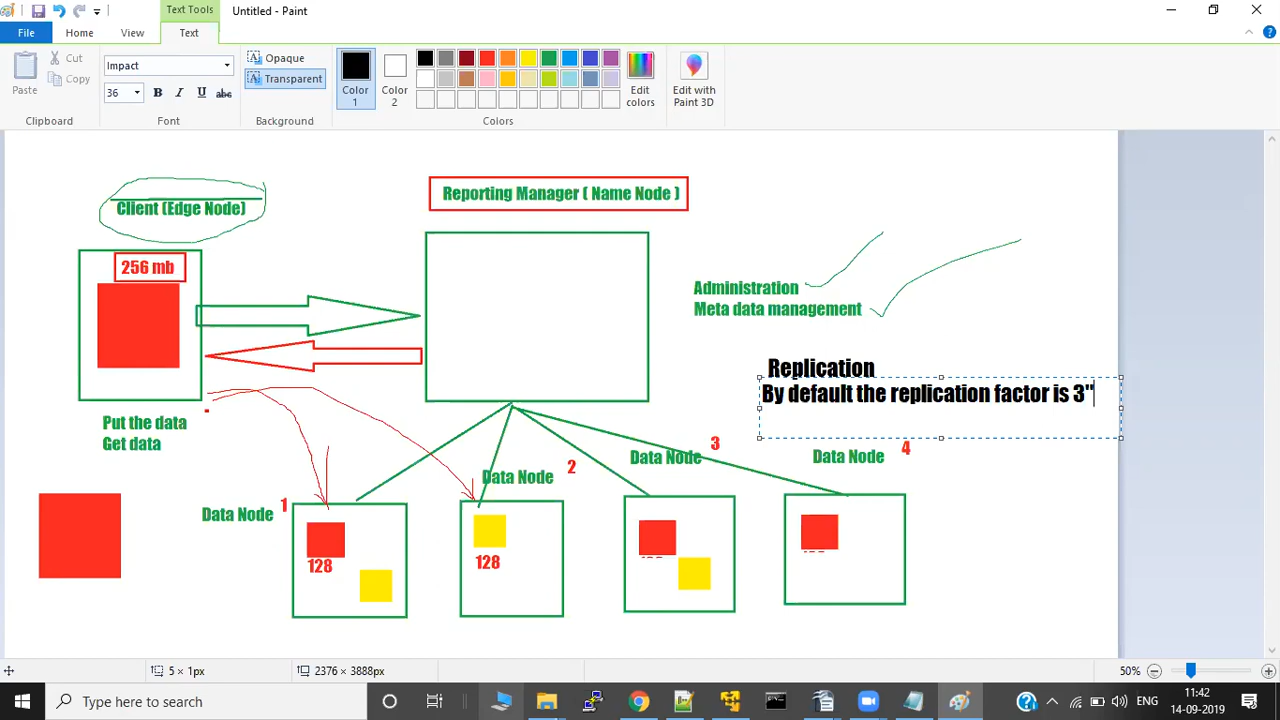 Text Tools
Untitled - Paint
File
Home
View
Text
Paste
Cut
Copy
Clipboard
Impact
36
B
I
U
abc
Font
Opaque
Transparent
Background
Color 1
Color 2
Edit colors
Colors
Edit with Paint 3D
Client (Edge Node)
Reporting Manager ( Name Node )
256 mb
Administration
Meta data management
Replication
By default the replication factor is 3"
Put the data
Get data
Data Node 1
Data Node 2
Data Node 3
Data Node 4
128
128
5 × 1px
2376 × 3888px
50%
Type here to search
ENG
11:42
14-09-2019